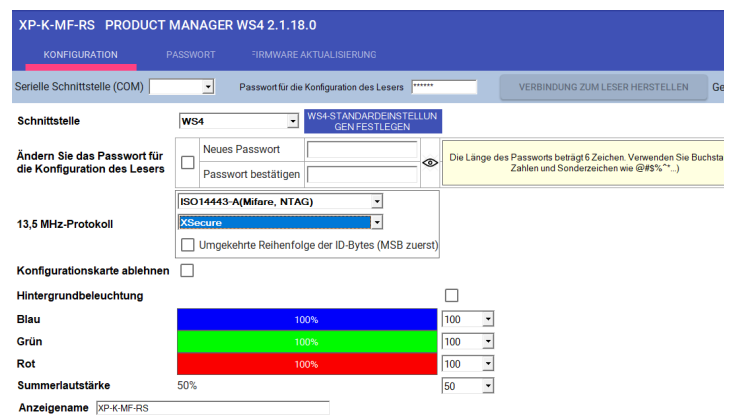 XP-K-MF-RS PRODUCT MANAGER WS4 2.1.18.0
KONFIGURATION PASSWORT FIRMWARE AKTUALISIERUNG
Serielle Schnittstelle (COM) Passwort für die Konfiguration des Lesers ****** VERBINDUNG ZUM LESER HERSTELLEN Ge
Schnittstelle WS4 WS4-STANDARDEINSTELLUN
GEN FESTLEGEN
Ändern Sie das Passwort für
die Konfiguration des Lesers
Neues Passwort
Passwort bestätigen
Die Länge des Passworts beträgt 6 Zeichen. Verwenden Sie Buchsta
Zahlen und Sonderzeichen wie @#$%^*...)
ISO14443-A(Mifare, NTAG)
13,5 MHz-Protokoll XSecure
Umgekehrte Reihenfolge der ID-Bytes (MSB zuerst)
Konfigurationskarte ablehnen
Hintergrundbeleuchtung
Blau 100% 100
Grün 100% 100
Rot 100% 100
Summerlautstärke 50% 50
Anzeigename XP-K-MF-RS